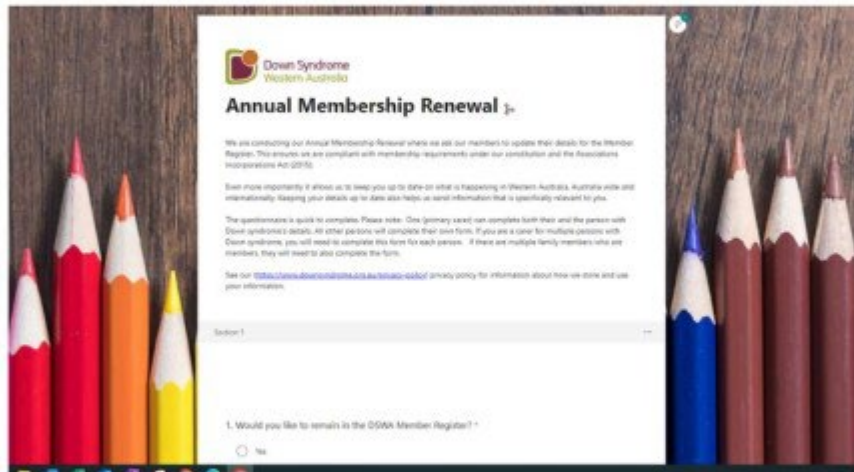 Down Syndrome
Western Australia
Annual Membership Renewal
We are conducting our Annual Membership Renewal where we ask our members to update their details for the Member
Register. This ensures we are compliant with membership requirements under our constitution and the Associations
Incorporations Act (2015).
Even more importantly it allows us to keep you up to date on what is happening in Western Australia, Australia wide and
internationally. Keeping your details up to date also helps us send information that is specifically relevant to you.
The questionnaire is quick to complete. Please note: One (primary carer) can complete both their and the person with
Down syndrome's details. All other persons will complete their own form. If you are a carer for multiple persons with
Down syndrome, you will need to complete this form for each person. If there are multiple family members who are
members, they will need to also complete the form.
See our (https://www.downsyndrome.org.au/privacy-policy/ privacy policy for information about how we store and use
your information.
Section 1
...
1. Would you like to remain in the DSWA Member Register? *
Yes